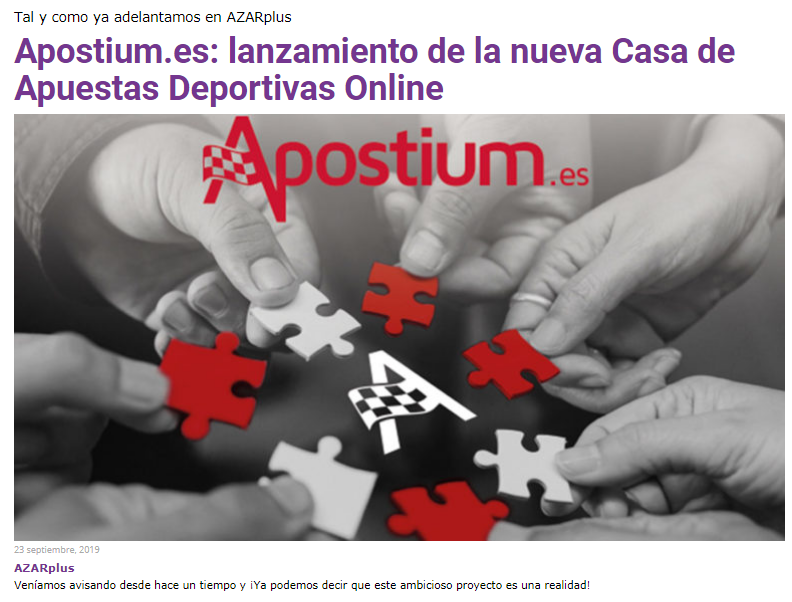 Tal y como ya adelantamos en AZARplus
Apostium.es: lanzamiento de la nueva Casa de
Apuestas Deportivas Online
Apostium.es
23 septiembre, 2019
AZARplus
Veníamos avisando desde hace un tiempo y ¡Ya podemos decir que este ambicioso proyecto es una realidad!